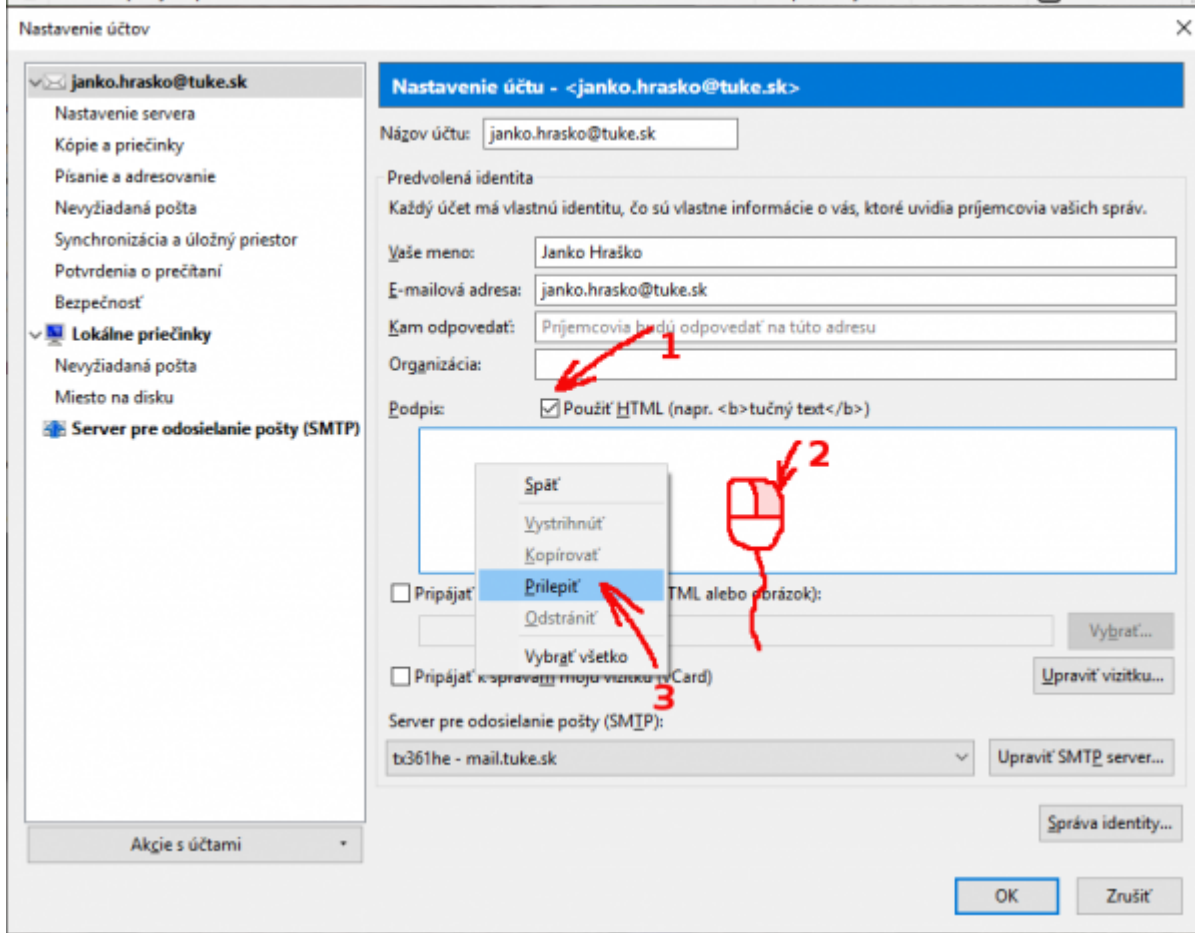 Nastavenie účtov
janko.hrasko@tuke.sk
Nastavenie servera
Kópie a priečinky
Písanie a adresovanie
Nevyžiadaná pošta
Synchronizácia a úložný priestor
Potvrdenia o prečítaní
Bezpečnosť
Lokálne priečinky
Nevyžiadaná pošta
Miesto na disku
Server pre odosielanie pošty (SMTP)
Akcie s účtami
Nastavenie účtu - <janko.hrasko@tuke.sk>
Názov účtu: janko.hrasko@tuke.sk
Predvolená identita
Každý účet má vlastnú identitu, čo sú vlastne informácie o vás, ktoré uvidia príjemcovia vašich správ.
Vaše meno: Janko Hraško
E-mailová adresa: janko.hrasko@tuke.sk
Kam odpovedať: Príjemcovia budú odpovedať na túto adresu
1
Organizácia:
Podpis: Použiť HTML (napr. <b>tučný text</b>)
2
Späť
Vystrihnúť
Kopírovať
Prilepiť
Odstrániť
Vybrať všetko
3
Pripájať TML alebo obrázok):
Vybrať...
Pripájať k správam moju vizitku (vCard)
Upraviť vizitku...
Server pre odosielanie pošty (SMTP):
tx361he - mail.tuke.sk
Upraviť SMTP server...
Správa identity...
OK Zrušiť